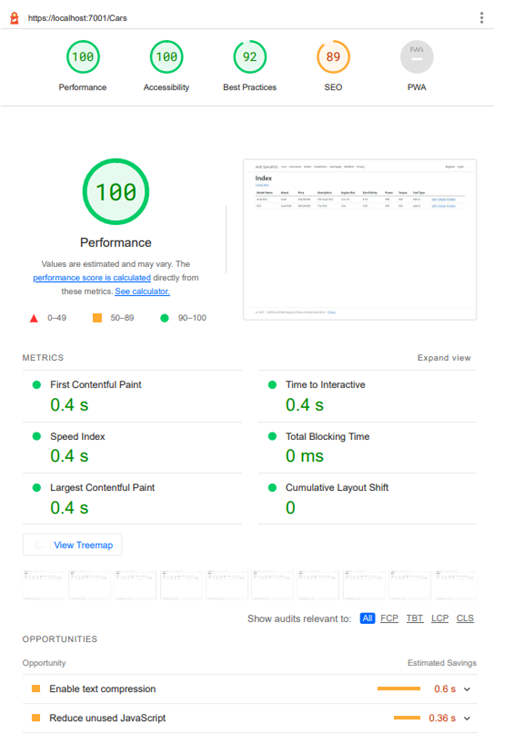 https://localhost:7001/Cars
100
100
92
89
PWA
Performance
Accessibility
Best Practices
SEO
PWA
100
Performance
Values are estimated and may vary. The
performance score is calculated directly from
these metrics. See calculator.
0–49
50–89
90–100
Index
METRICS
Expand view
First Contentful Paint
0.4 s
Time to Interactive
0.4 s
Speed Index
0.4 s
Total Blocking Time
0 ms
Largest Contentful Paint
0.4 s
Cumulative Layout Shift
0
View Treemap
Show audits relevant to: All FCP TBT LCP CLS
OPPORTUNITIES
Opportunity
Estimated Savings
Enable text compression
0.6 s
Reduce unused JavaScript
0.36 s